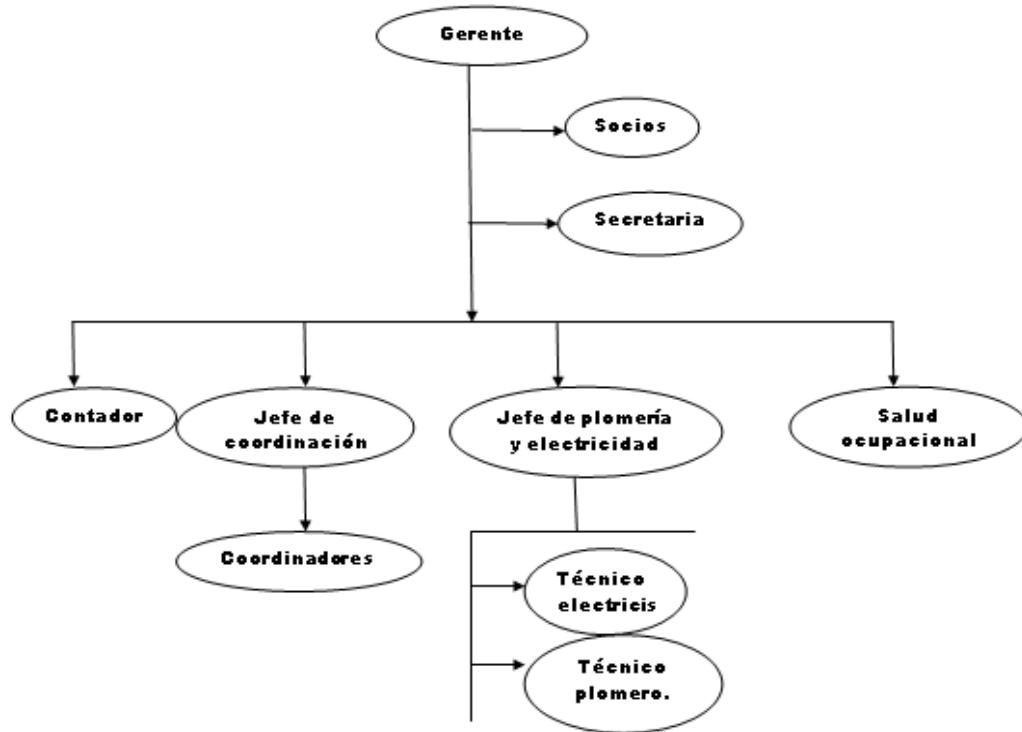 Gerente
Socios
Secretaria
Contador
Jefe de
coordinación
Jefe de plomería
y electricidad
Salud
ocupacional
Coordinadores
Técnico
electricis
Técnico
plomero.